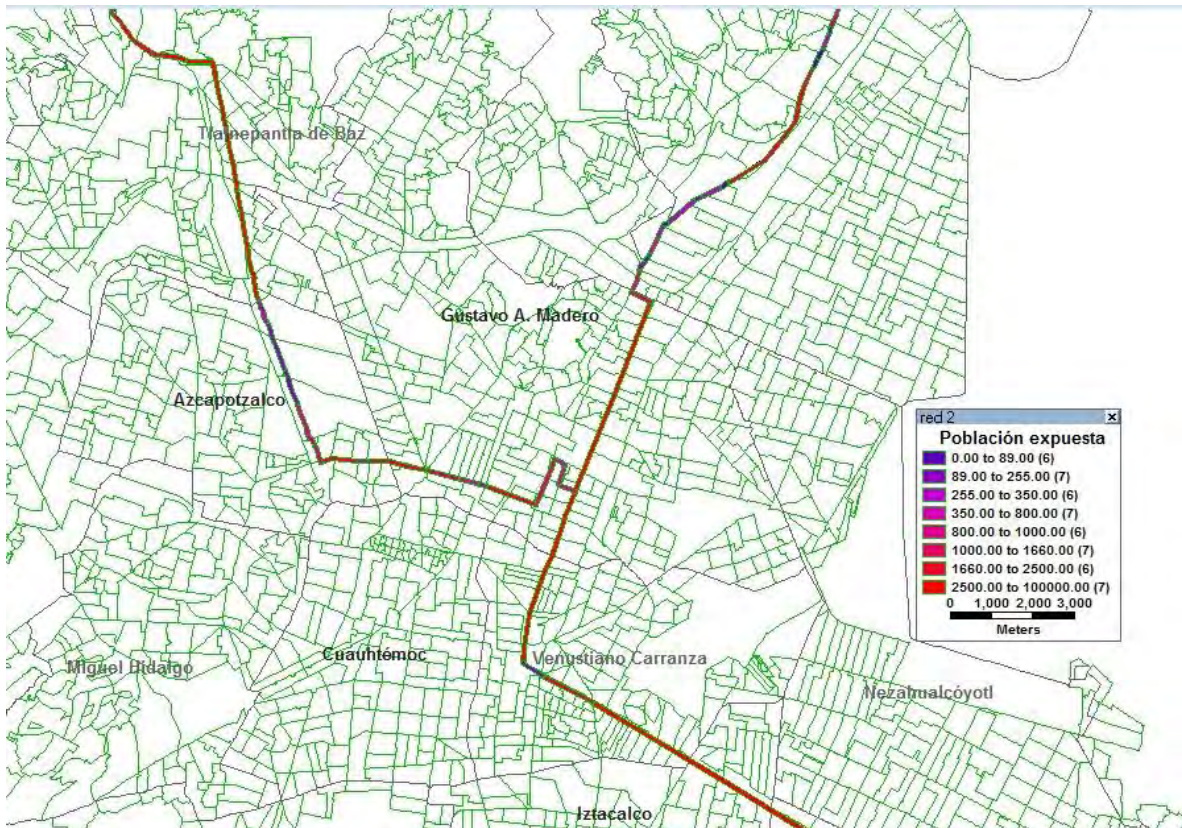 Tlalnepantla de Baz
Gustavo A. Madero
Azcapotzalco
red 2
Población expuesta
0.00 to 89.00 (6)
89.00 to 255.00 (7)
255.00 to 350.00 (6)
350.00 to 800.00 (7)
800.00 to 1000.00 (6)
1000.00 to 1660.00 (7)
1660.00 to 2500.00 (6)
2500.00 to 100000.00 (7)
0 1,000 2,000 3,000
Meters
Cuauhtémoc
Venustiano Carranza
Miguel Hidalgo
Nezahualcóyotl
Iztacalco